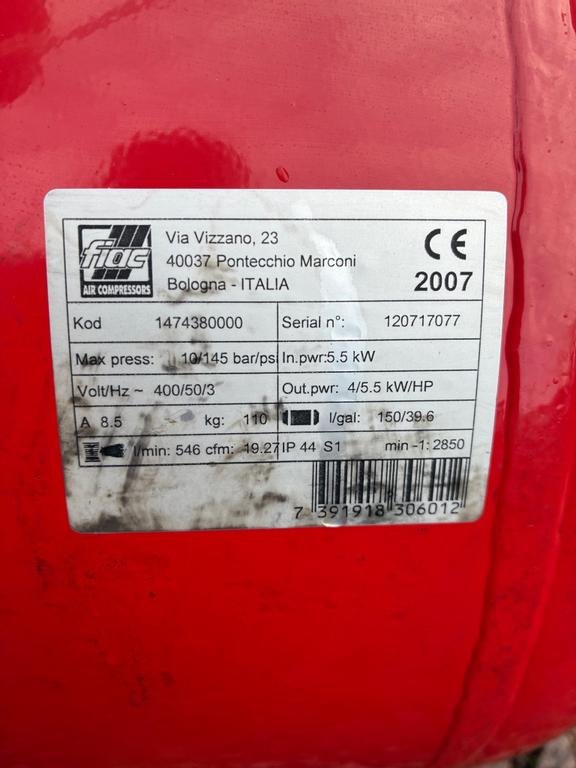 fiac
AIR COMPRESSORS
Via Vizzano, 23
40037 Pontecchio Marconi
Bologna - ITALIA
CE
2007
Kod 1474380000 Serial n°: 120717077
Max press: 10/145 bar/psi In.pwr:5.5 kW
Volt/Hz ~ 400/50/3 Out.pwr: 4/5.5 kW/HP
A 8.5 kg: 110 l/gal: 150/39.6
l/min: 546 cfm: 19.27 IP 44 S1 min -1: 2850
7 391918 306012